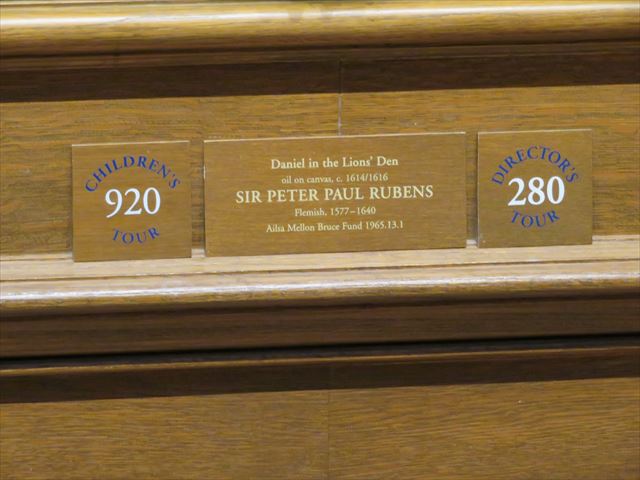 CHILDREN'S
920
TOUR
Daniel in the Lions' Den
oil on canvas, c. 1614/1616
SIR PETER PAUL RUBENS
Flemish, 1577–1640
Ailsa Mellon Bruce Fund 1965.13.1
DIRECTOR'S
280
TOUR